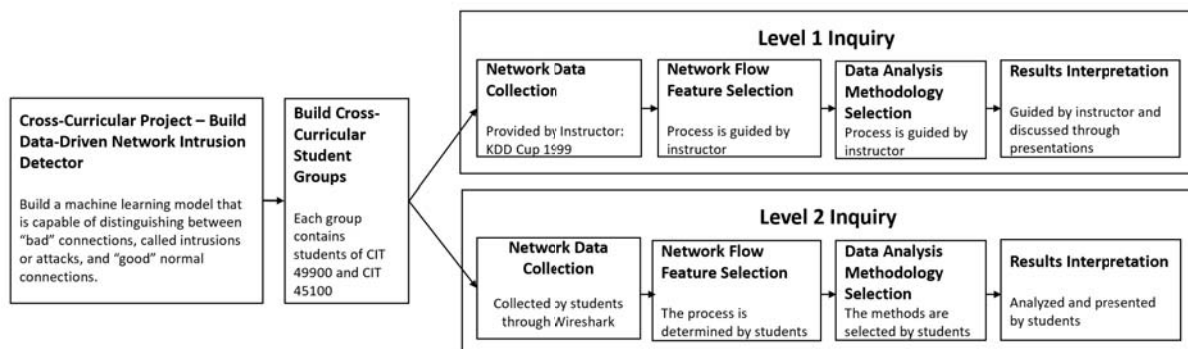 Cross-Curricular Project – Build
Data-Driven Network Intrusion
Detector
Build a machine learning model that
is capable of distinguishing between
“bad” connections, called intrusions
or attacks, and “good” normal
connections.
Build Cross-
Curricular
Student
Groups
Each group
contains
students of CIT
49900 and CIT
45100
Level 1 Inquiry
Network Data
Collection
Provided by Instructor:
KDD Cup 1999
Network Flow
Feature Selection
Process is guided by
instructor
Data Analysis
Methodology
Selection
Process is guided by
instructor
Results Interpretation
Guided by instructor and
discussed through
presentations
Level 2 Inquiry
Network Data
Collection
Collected by students
through Wireshark
Network Flow
Feature Selection
The process is
determined by students
Data Analysis
Methodology
Selection
The methods are
selected by students
Results Interpretation
Analyzed and presented
by students